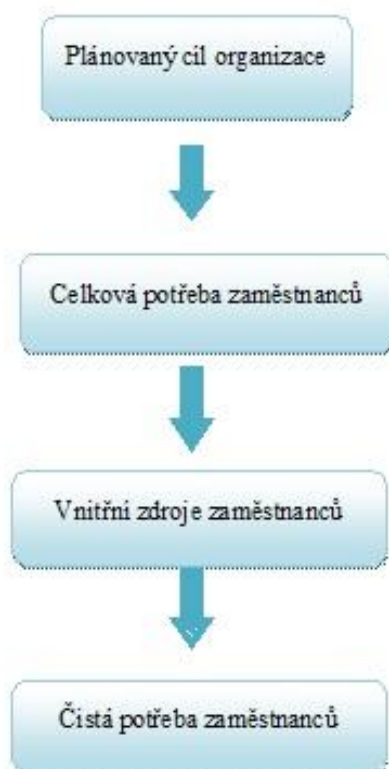 Plánovaný cíl organizace
Celková potřeba zaměstnanců
Vnitřní zdroje zaměstnanců
Čistá potřeba zaměstnanců